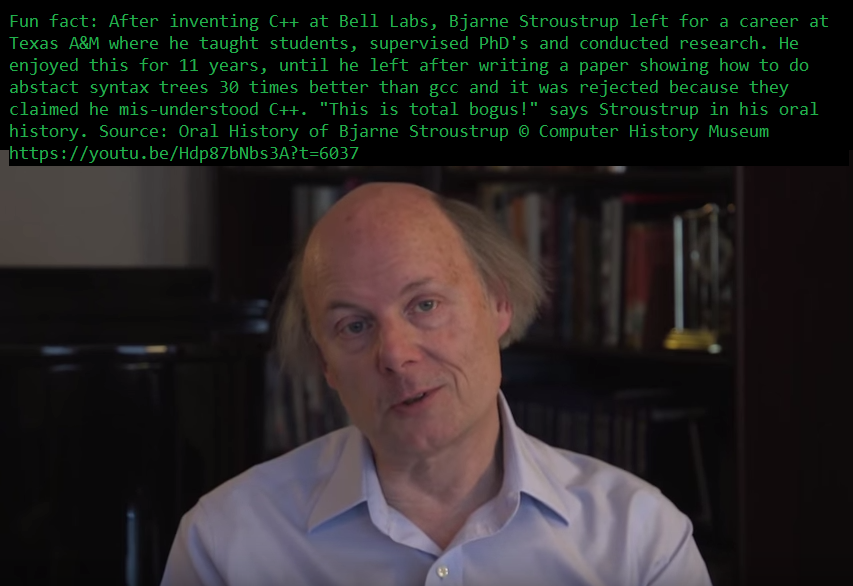 Fun fact: After inventing C++ at Bell Labs, Bjarne Stroustrup left for a career at
Texas A&M where he taught students, supervised PhD's and conducted research. He
enjoyed this for 11 years, until he left after writing a paper showing how to do
abstact syntax trees 30 times better than gcc and it was rejected because they
claimed he mis-understood C++. "This is total bogus!" says Stroustrup in his oral
history. Source: Oral History of Bjarne Stroustrup © Computer History Museum
https://youtu.be/Hdp87bNbs3A?t=6037